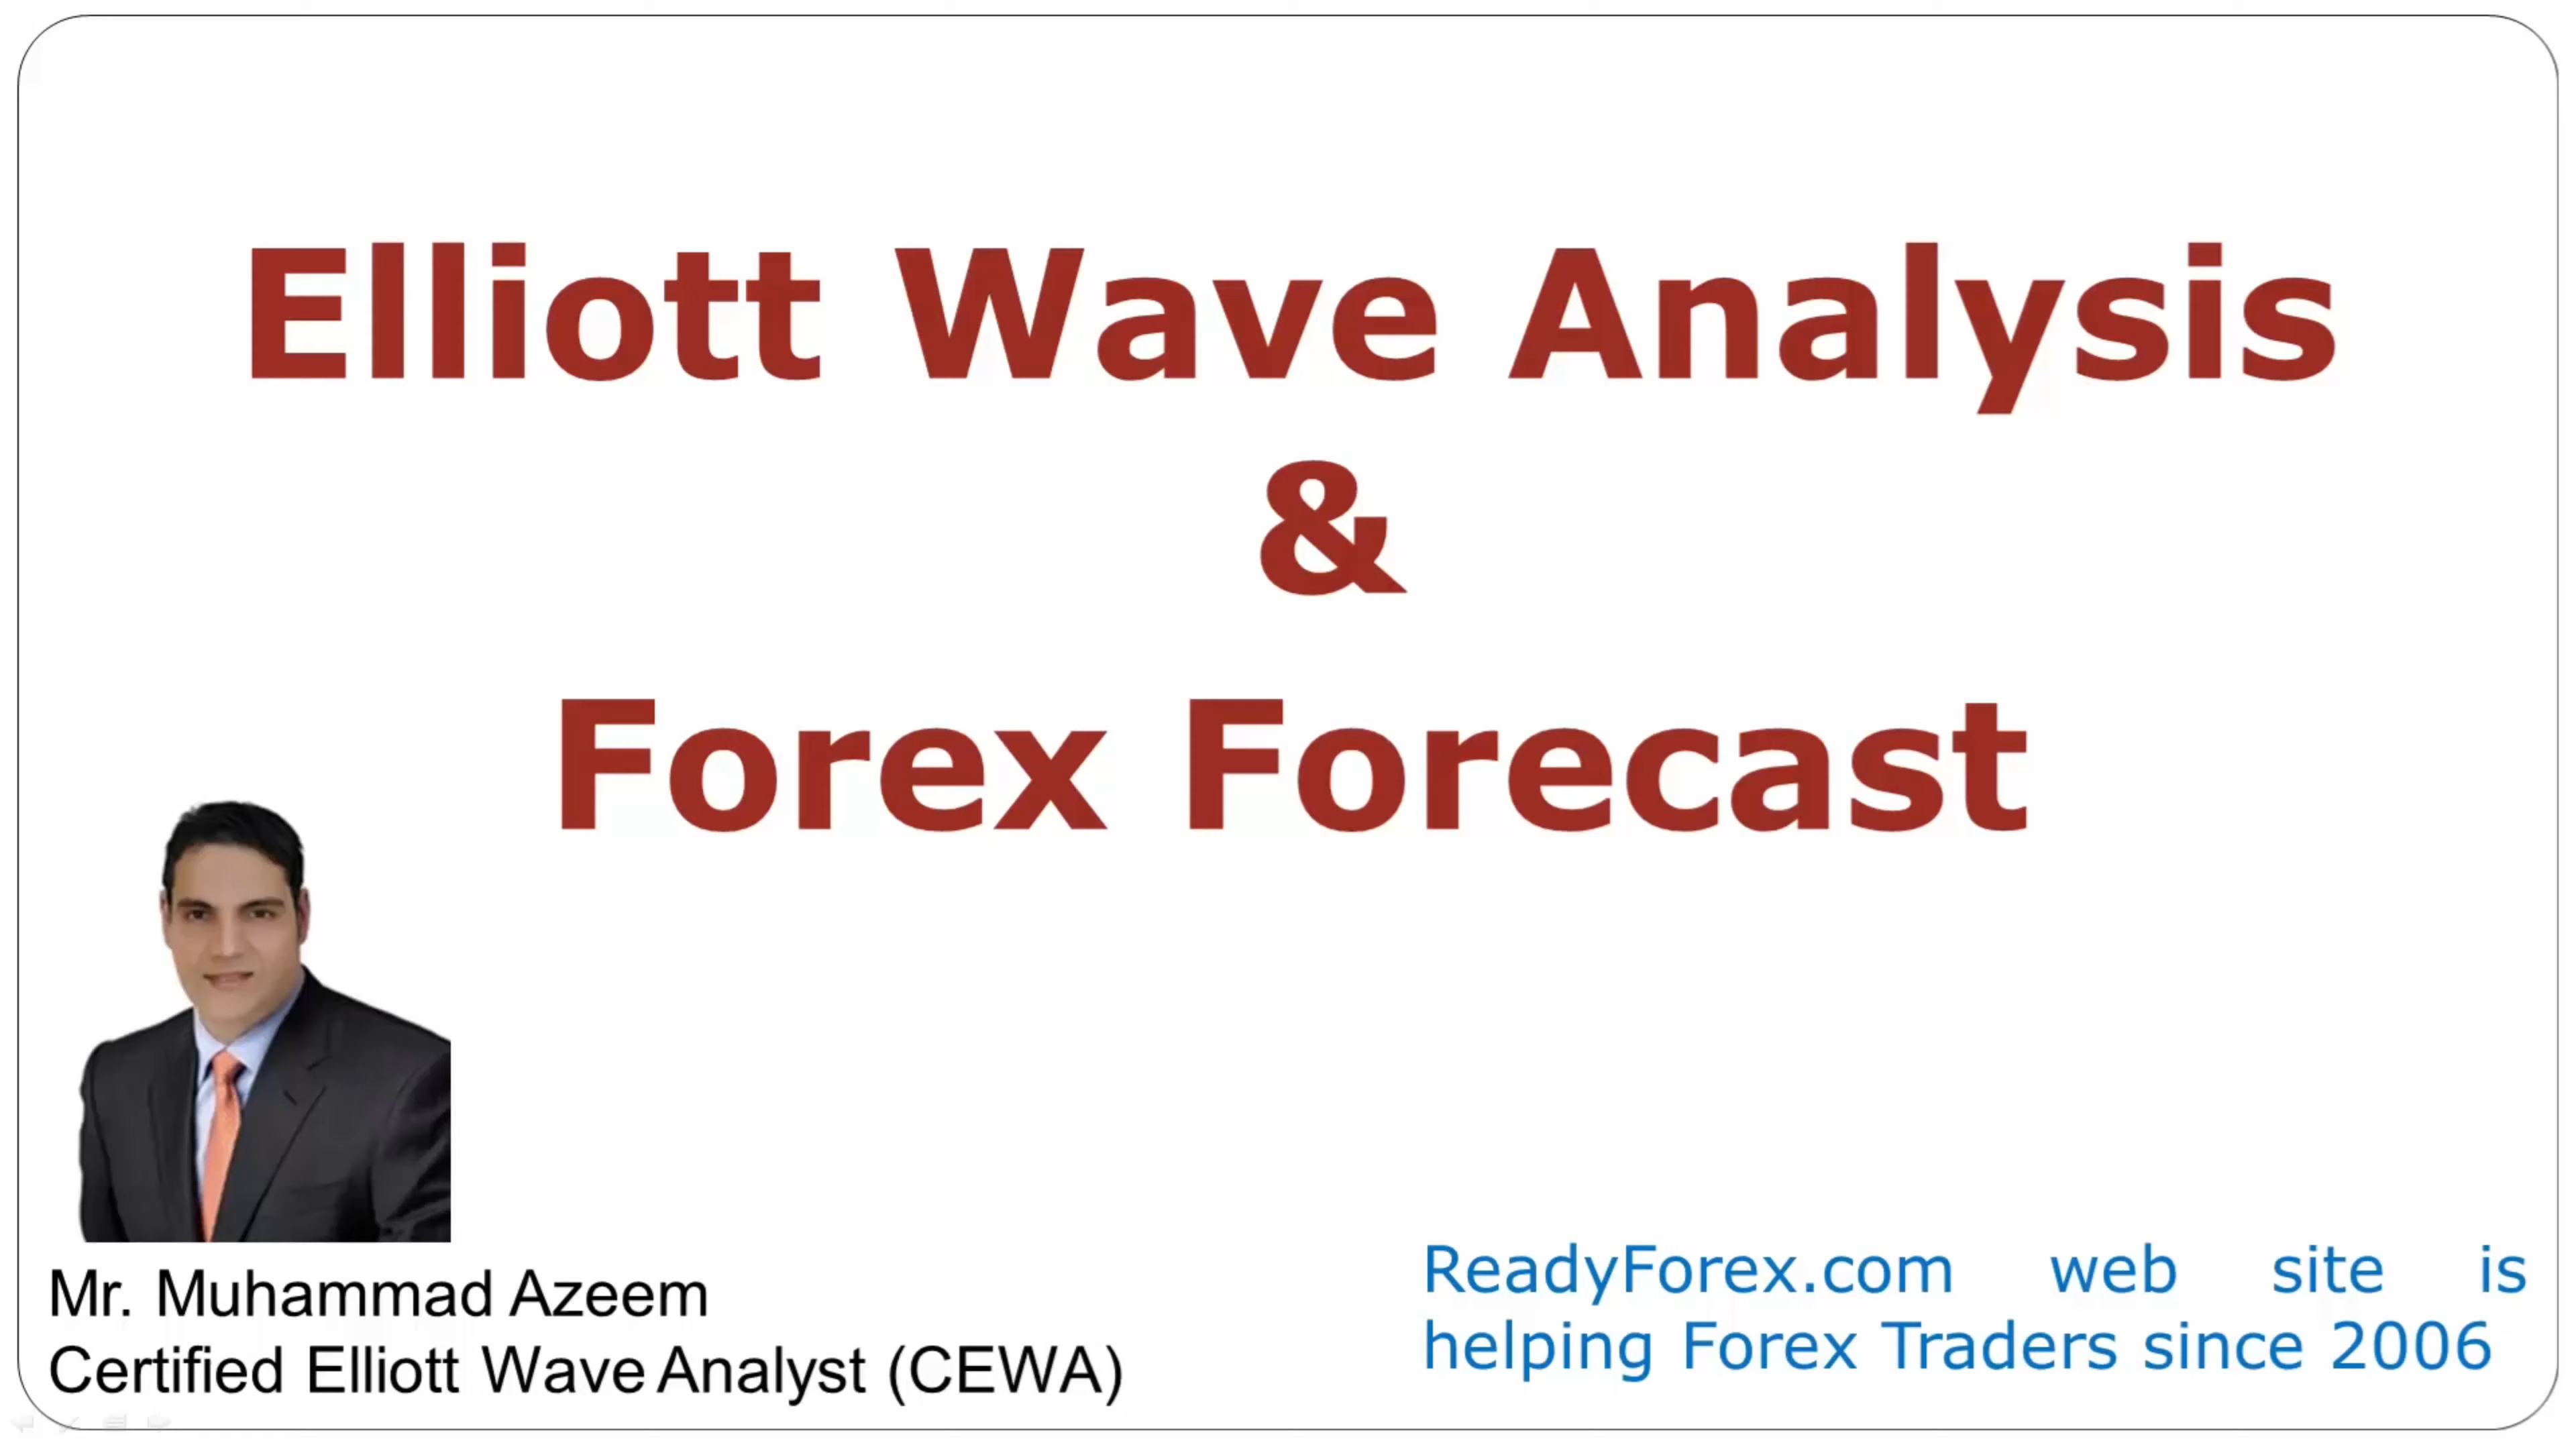 Elliott Wave Analysis
&
Forex Forecast
Mr. Muhammad Azeem
Certified Elliott Wave Analyst (CEWA)
ReadyForex.com web site is
helping Forex Traders since 2006